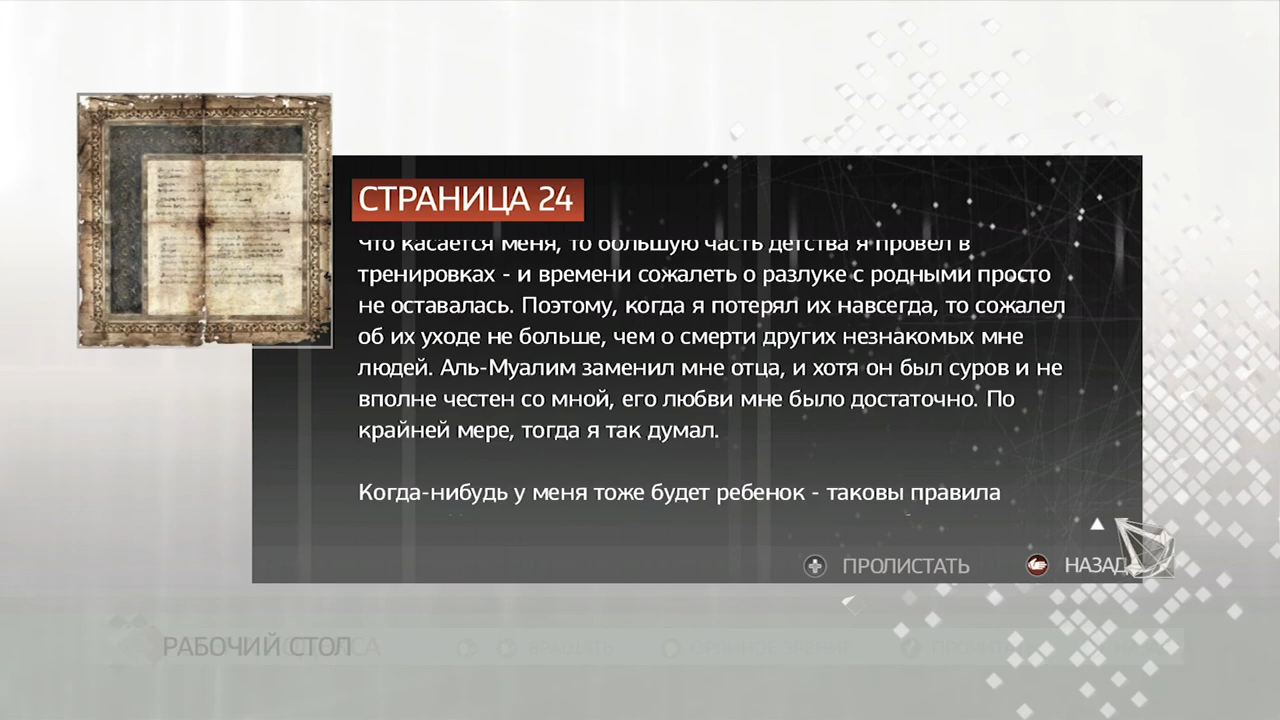 СТРАНИЦА 24
что касается меня, то большую часть детства я провел в
тренировках - и времени сожалеть о разлуке с родными просто
не оставалась. Поэтому, когда я потерял их навсегда, то сожалел
об их уходе не больше, чем о смерти других незнакомых мне
людей. Аль-Муалим заменил мне отца, и хотя он был суров и не
вполне честен со мной, его любви мне было достаточно. По
крайней мере, тогда я так думал.
Когда-нибудь у меня тоже будет ребенок - таковы правила
ПРОЛИСТАТЬ
НАЗАД
РАБОЧИЙ СТОЛ